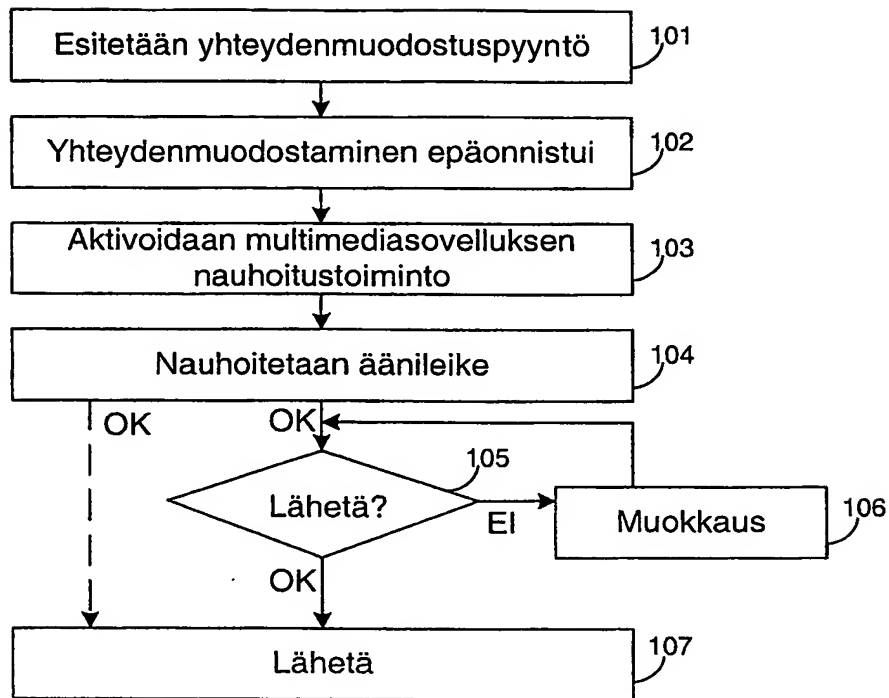 Esitetään yhteydenmuodostuspyyntö
101
Yhteydenmuodostaminen epäonnistui
102
Aktivoidaan multimediasovelluksen
nauhoitustoiminto
103
Nauhoitetaan äänileike
104
OK
OK
105
Lähetä?
EI
Muokkaus
106
OK
Lähetä
107